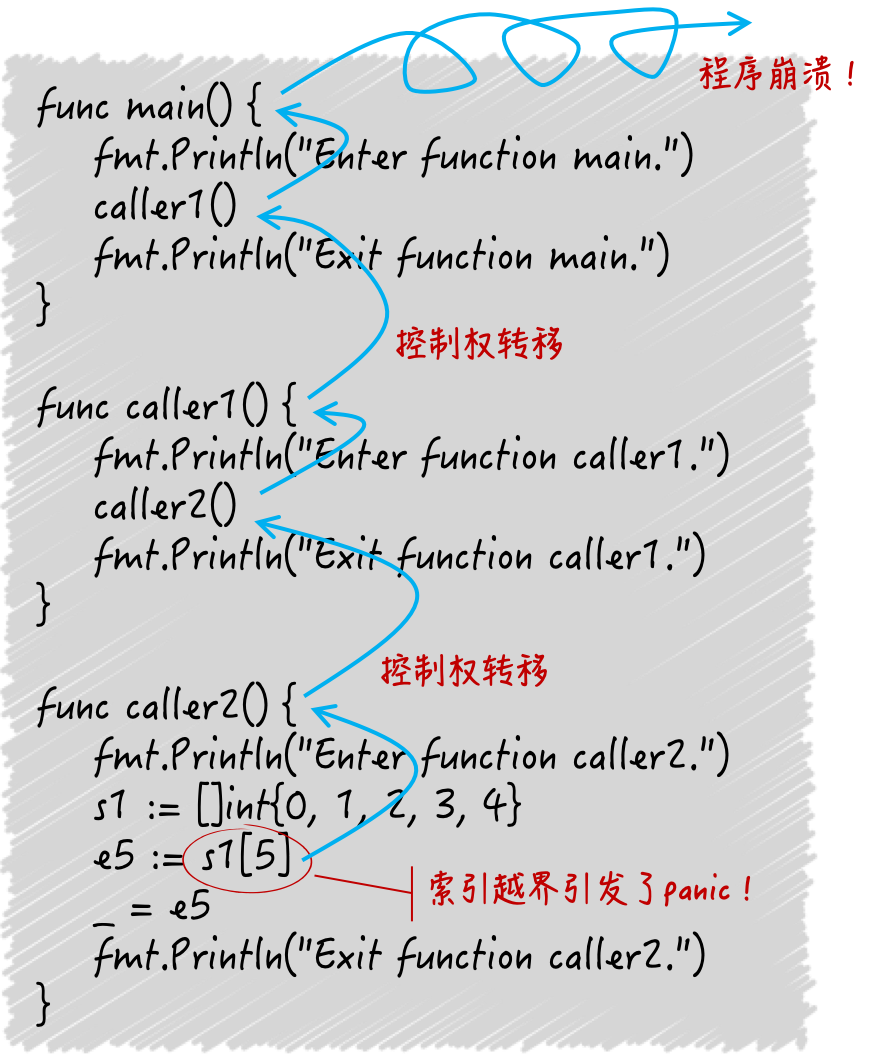 程序崩溃！
func main() {
fmt.Println("Enter function main.")
caller1()
fmt.Println("Exit function main.")
}
控制权转移
func caller1() {
fmt.Println("Enter function caller1.")
caller2()
fmt.Println("Exit function caller1.")
}
控制权转移
func caller2() {
fmt.Println("Enter function caller2.")
s1 := []int{0, 1, 2, 3, 4}
e5 := s1[5]
索引越界引发了panic！
_ = e5
fmt.Println("Exit function caller2.")
}